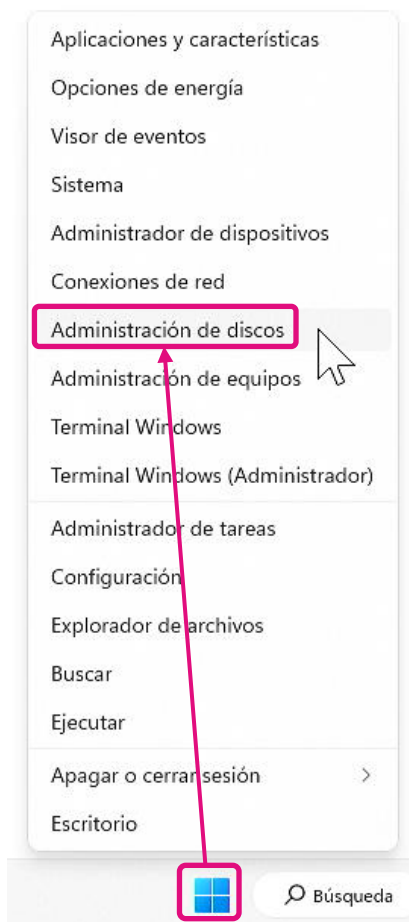 Aplicaciones y características
Opciones de energía
Visor de eventos
Sistema
Administrador de dispositivos
Conexiones de red
Administración de discos
Administración de equipos
Terminal Windows
Terminal Windows (Administrador)
Administrador de tareas
Configuración
Explorador de archivos
Buscar
Ejecutar
Apagar o cerrar sesión
Escritorio
Búsqueda